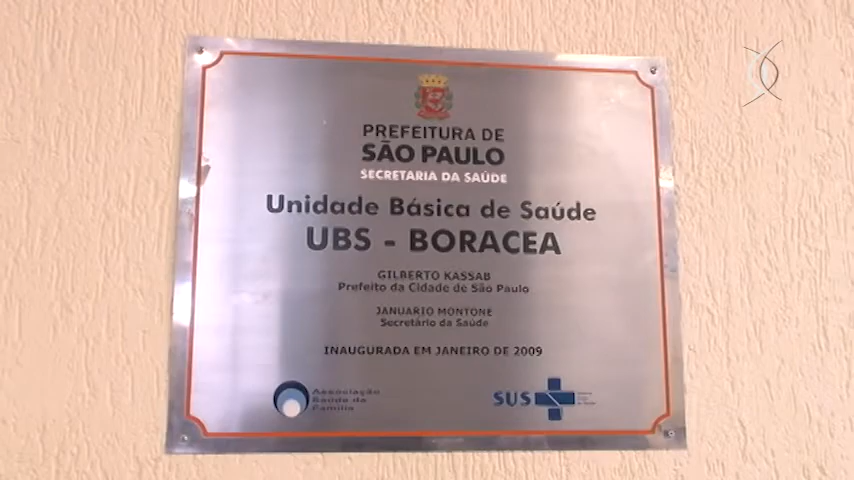 PREFEITURA DE
SÃO PAULO
SECRETARIA DA SAÚDE
Unidade Básica de Saúde
UBS - BORACEA
GILBERTO KASSAB
Prefeito da Cidade de São Paulo
JANUARIO MONTONE
Secretário da Saúde
INAUGURADA EM JANEIRO DE 2009
Associação
Saúde da
Família
SUS